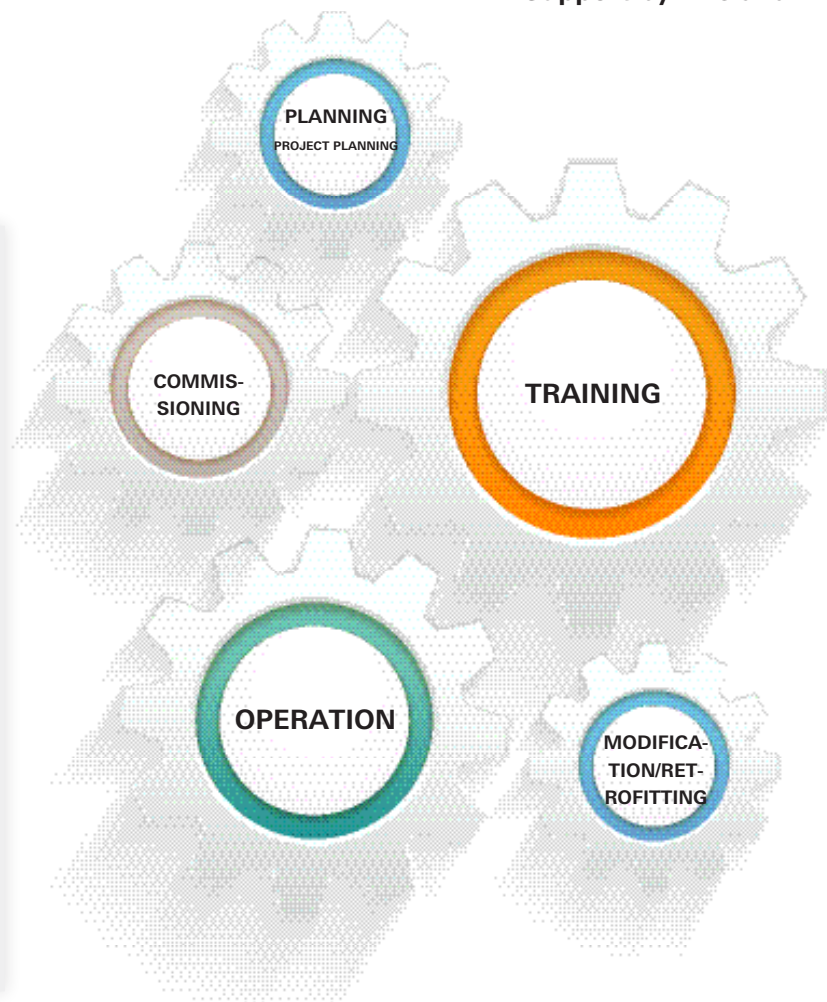 PLANNING
PROJECT PLANNING
COMMIS-
SIONING
TRAINING
OPERATION
MODIFICA-
TION/RET-
ROFITTING